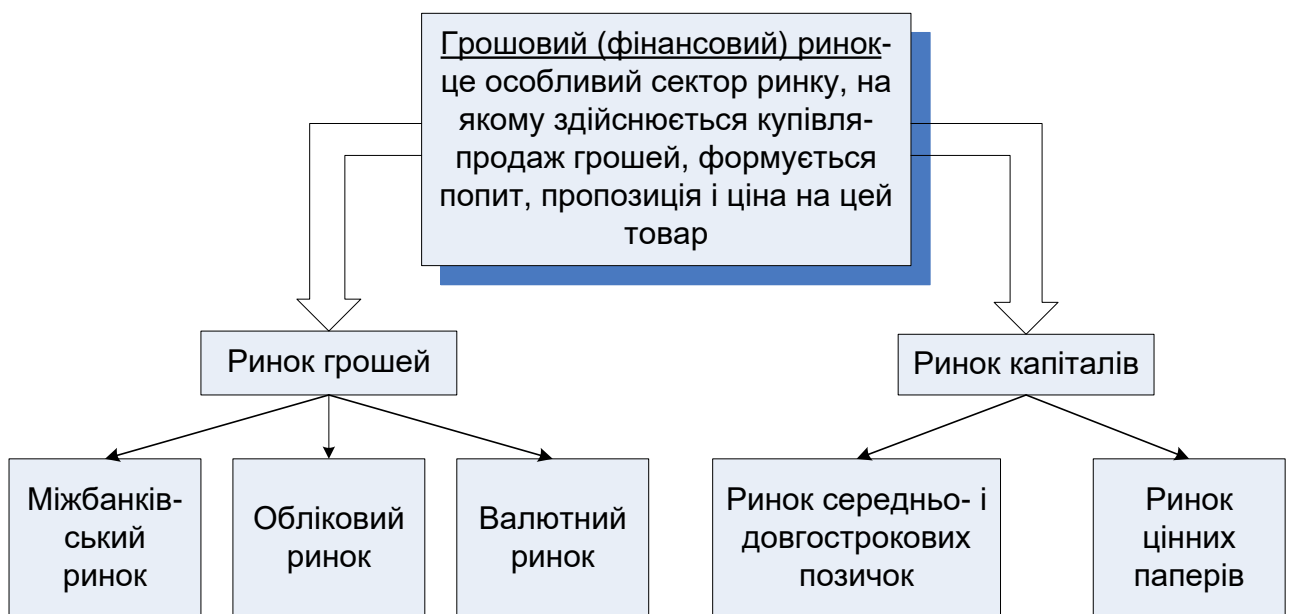 Грошовий (фінансовий) ринок-
це особливий сектор ринку, на
якому здійснюється купівля-
продаж грошей, формується
попит, пропозиція і ціна на цей
товар
Ринок грошей
Ринок капіталів
Міжбанків-
ський
ринок
Обліковий
ринок
Валютний
ринок
Ринок середньо- і
довгострокових
позичок
Ринок
цінних
паперів